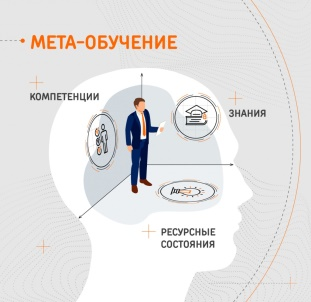 МЕТА-ОБУЧЕНИЕ
КОМПЕТЕНЦИИ
ЗНАНИЯ
РЕСУРСНЫЕ
СОСТОЯНИЯ